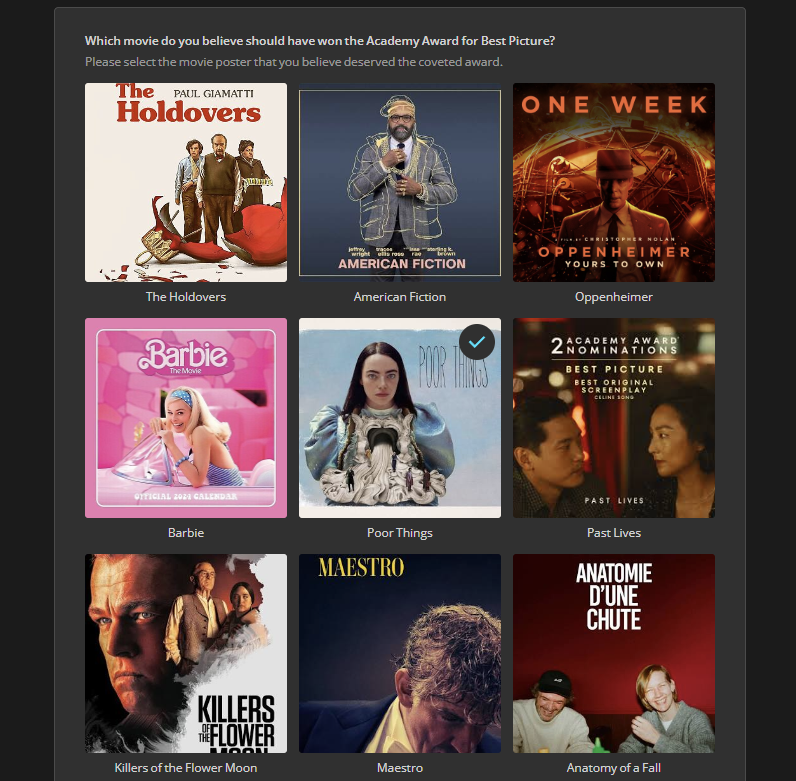 Which movie do you believe should have won the Academy Award for Best Picture?
Please select the movie poster that you believe deserved the coveted award.
The PAUL GIAMATTI
Holdovers
The Holdovers
jeffrey wright tracee ellis ross issa rae sterling k. brown
AMERICAN FICTION
American Fiction
ONE WEEK
FILM BY CHRISTOPHER NOLAN
OPPENHEIMER
YOURS TO OWN
Oppenheimer
Barbie
The Movie
OFFICIAL 2024 CALENDAR
Barbie
POOR THINGS
Poor Things
2 ACADEMY AWARD NOMINATIONS
BEST PICTURE
BEST ORIGINAL
SCREENPLAY
CELINE SONG
PAST LIVES
Past Lives
KILLERS
OF THE FLOWER
MOON
Killers of the Flower Moon
MAESTRO
Maestro
ANATOMIE
D'UNE
CHUTE
Anatomy of a Fall